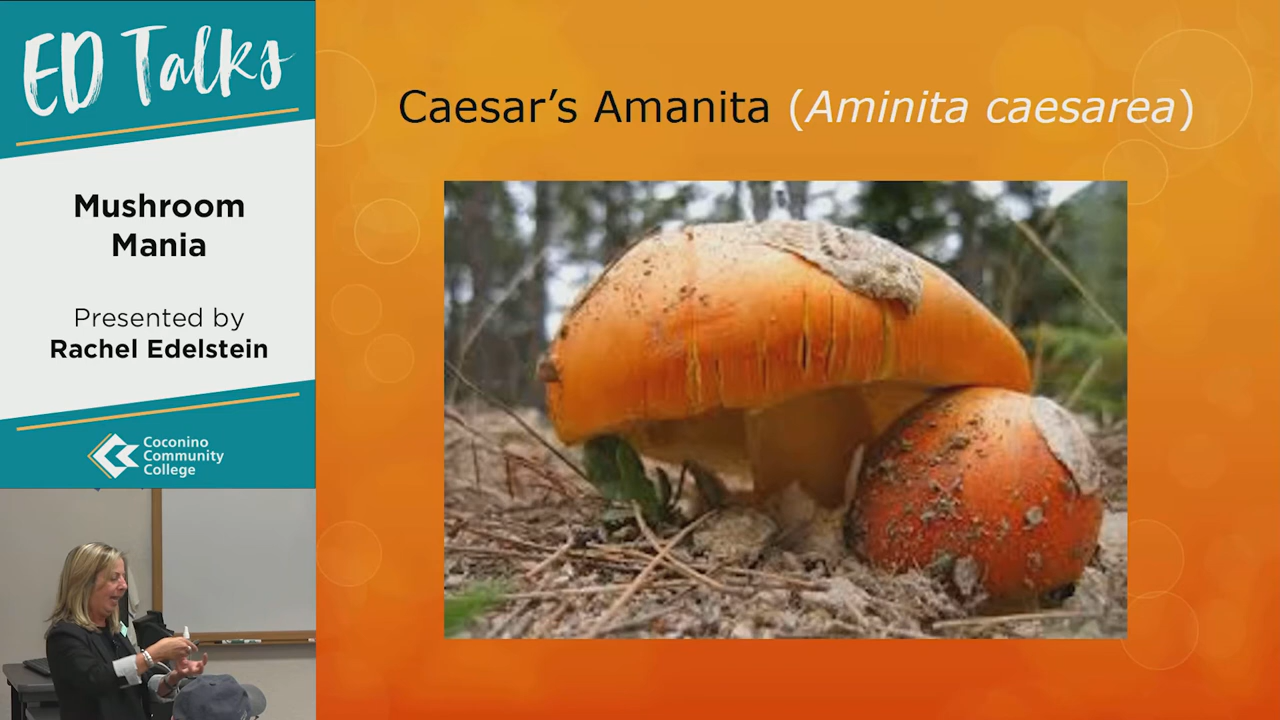 ED Talks
Mushroom
Mania
Presented by
Rachel Edelstein
Coconino
Community
College
Caesar’s Amanita (Aminita caesarea)